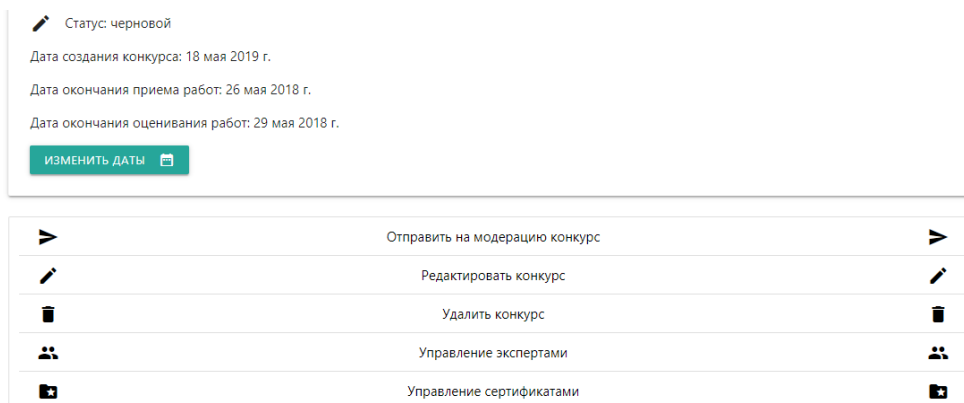 Статус: черновой
Дата создания конкурса: 18 мая 2019 г.
Дата окончания приема работ: 26 мая 2018 г.
Дата окончания оценивания работ: 29 мая 2018 г.
ИЗМЕНИТЬ ДАТЫ
Отправить на модерацию конкурс
Редактировать конкурс
Удалить конкурс
Управление экспертами
Управление сертификатами